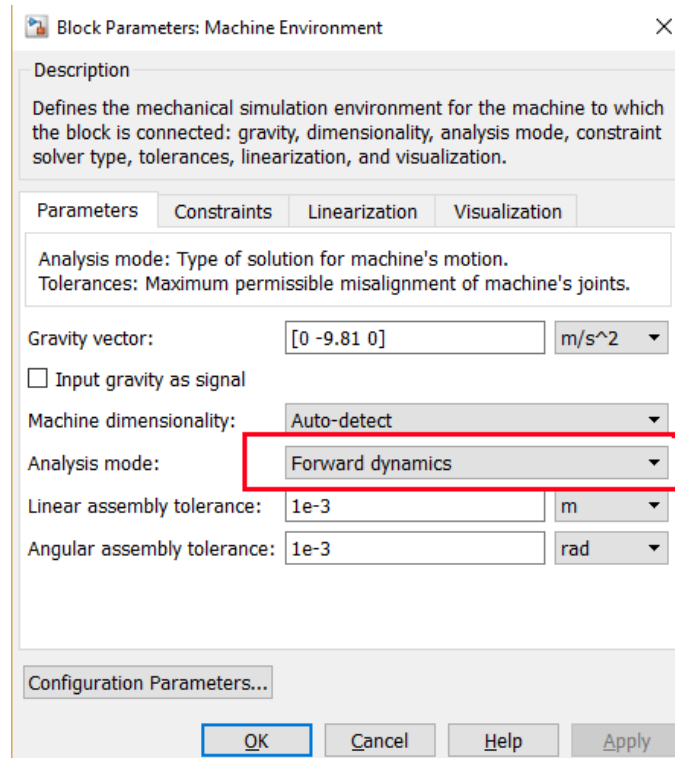 Block Parameters: Machine Environment
Description
Defines the mechanical simulation environment for the machine to which
the block is connected: gravity, dimensionality, analysis mode, constraint
solver type, tolerances, linearization, and visualization.
Parameters Constraints Linearization Visualization
Analysis mode: Type of solution for machine's motion.
Tolerances: Maximum permissible misalignment of machine's joints.
Gravity vector: [0 -9.81 0] m/s^2
Input gravity as signal
Machine dimensionality: Auto-detect
Analysis mode: Forward dynamics
Linear assembly tolerance: 1e-3 m
Angular assembly tolerance: 1e-3 rad
Configuration Parameters...
OK Cancel Help Apply